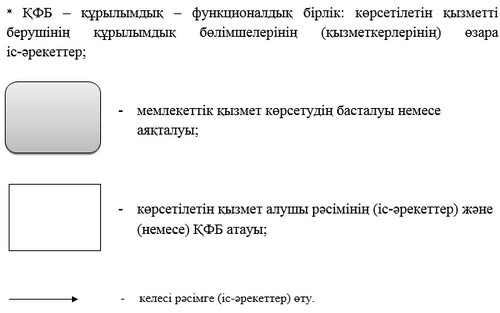 * ҚФБ – құрылымдық – функционалдық бірлік: көрсетілетін қызметті
берушінің құрылымдық бөлімшелерінің (қызметкерлерінің) өзара
іс-әрекеттер;
- мемлекеттік қызмет көрсетудің басталуы немесе
аяқталуы;
- көрсетілетін қызмет алушы рәсімінің (іс-әрекеттер) және
(немесе) ҚФБ атауы;
- келесі рәсімге (іс-әрекеттер) өту.